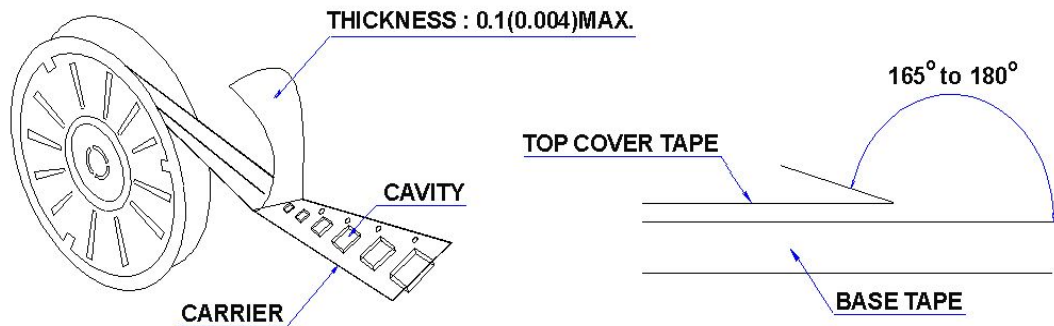 THICKNESS : 0.1(0.004)MAX.
CAVITY
CARRIER
165° to 180°
TOP COVER TAPE
BASE TAPE